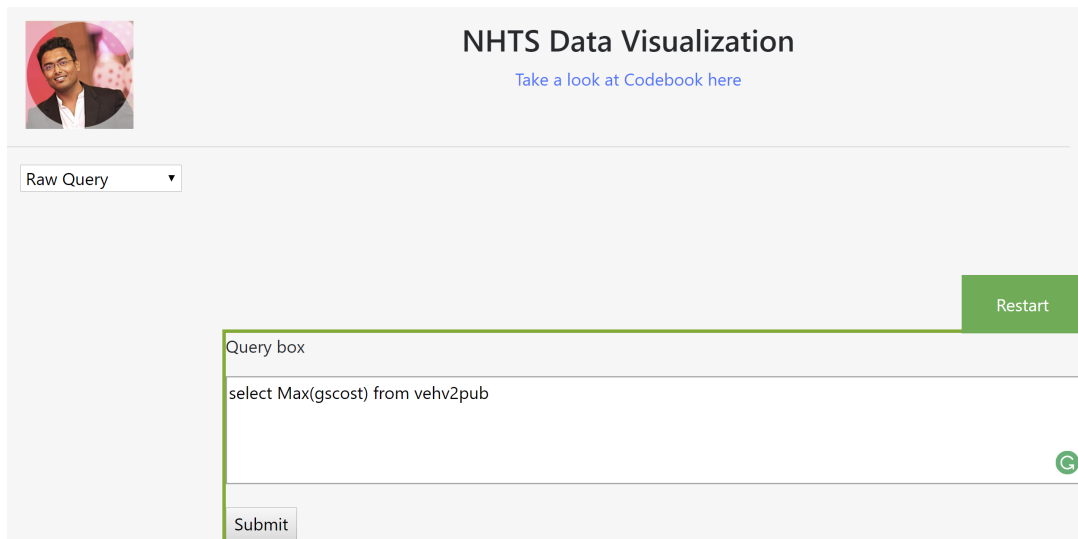 NHTS Data Visualization
Take a look at Codebook here
Raw Query
Restart
Query box
select Max(gscost) from vehv2pub
Submit